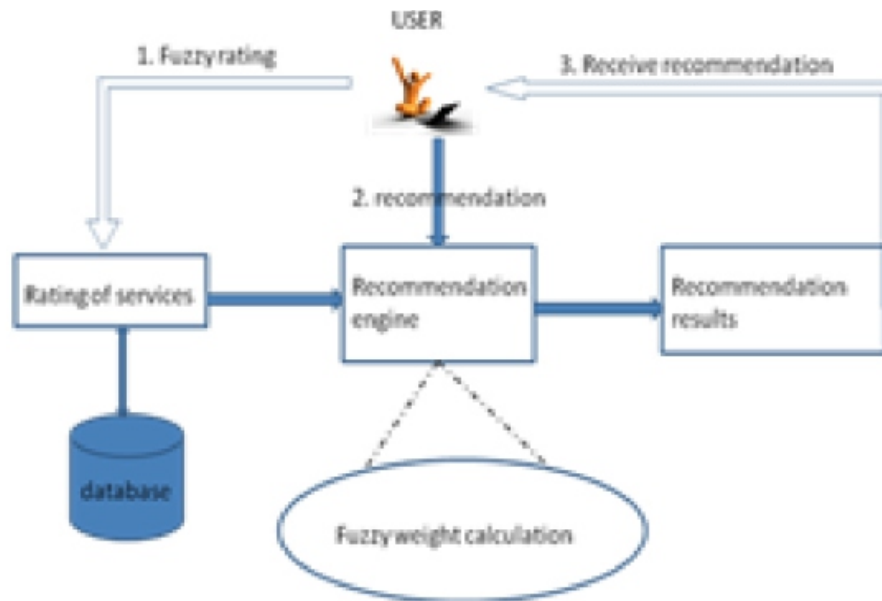 USER
1. Fuzzy rating
3. Receive recommendation
2. recommendation
Rating of services
Recommendation
engine
Recommendation
results
database
Fuzzy weight calculation